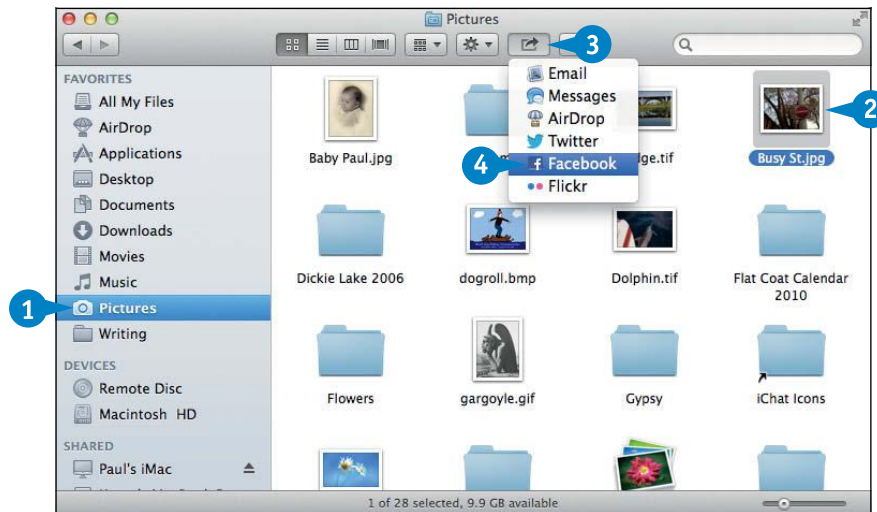 Pictures
3
FAVORITES
All My Files
AirDrop
Applications
Desktop
Documents
Downloads
Movies
Music
1
Pictures
Writing
DEVICES
Remote Disc
Macintosh HD
SHARED
Paul's iMac
Email
Messages
AirDrop
Twitter
4
Facebook
Flickr
2
Baby Paul.jpg
Busy St.jpg
Dickie Lake 2006
dogroll.bmp
Dolphin.tif
Flat Coat Calendar
2010
Flowers
gargoyle.gif
Gypsy
iChat Icons
1 of 28 selected, 9.9 GB available